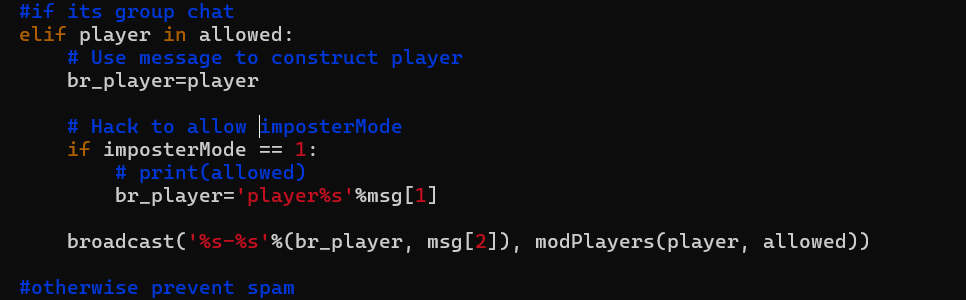 #if its group chat
elif player in allowed:
    # Use message to construct player
    br_player=player

    # Hack to allow imposterMode
    if imposterMode == 1:
        # print(allowed)
        br_player='player%s'%msg[1]

    broadcast('%s-%s'%(br_player, msg[2]), modPlayers(player, allowed))

#otherwise prevent spam